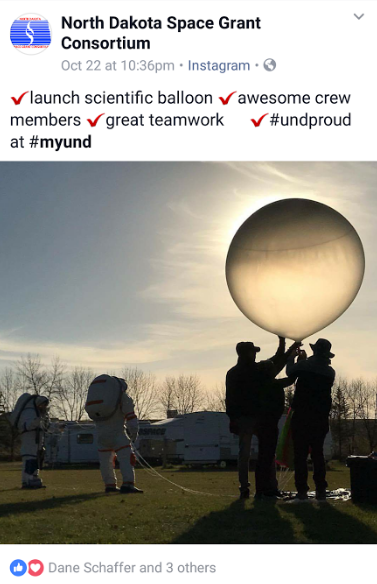 North Dakota Space Grant
Consortium
Oct 22 at 10:36pm · Instagram ·
✓launch scientific balloon ✓awesome crew
members ✓great teamwork ✓#undproud
at #myund
Dane Schaffer and 3 others